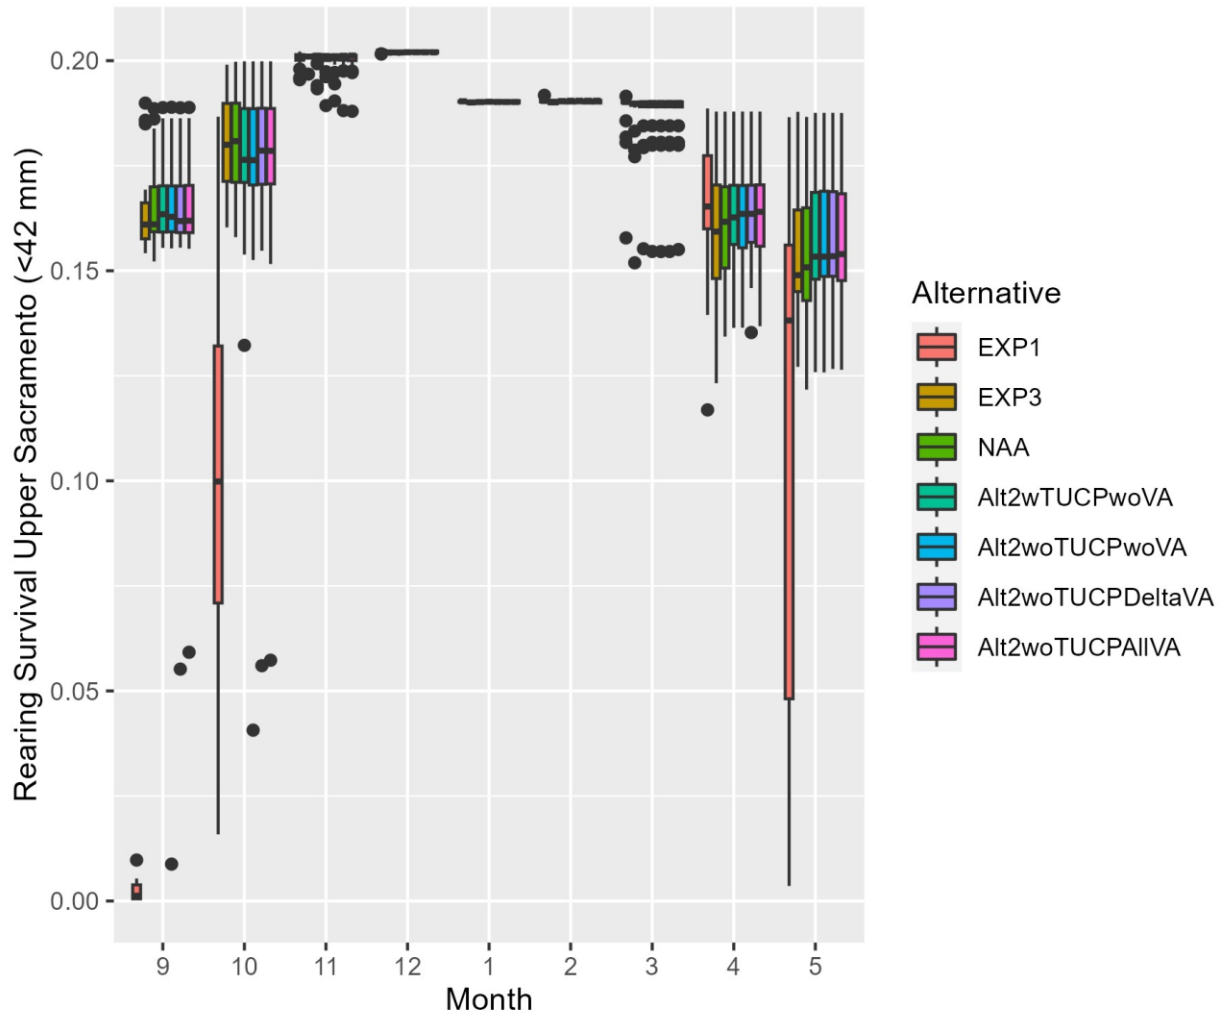 Rearing Survival Upper Sacramento (<42 mm)
0.20
0.15
0.10
0.05
0.00
9 10 11 12 1 2 3 4 5
Month
Alternative
EXP1
EXP3
NAA
Alt2wTUCPwoVA
Alt2woTUCPwoVA
Alt2woTUCPDeltaVA
Alt2woTUCPAllVA